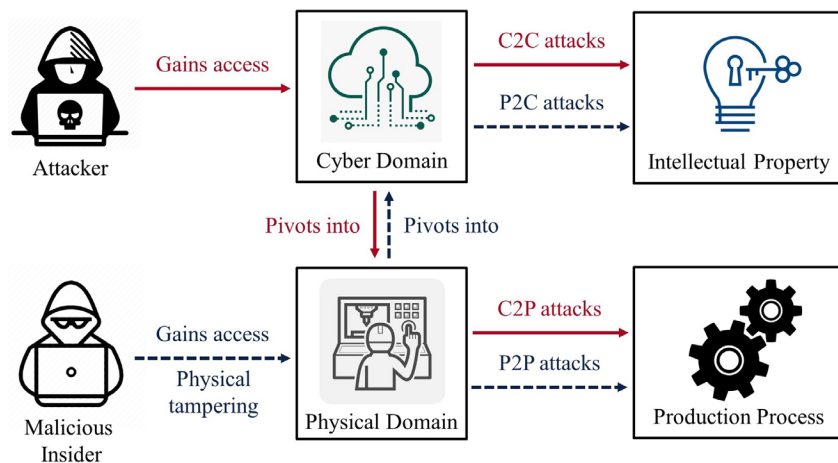 Gains access
C2C attacks
P2C attacks
Attacker
Cyber Domain
Intellectual Property
Pivots into
Pivots into
Gains access
Physical
tampering
C2P attacks
P2P attacks
Malicious
Insider
Physical Domain
Production Process